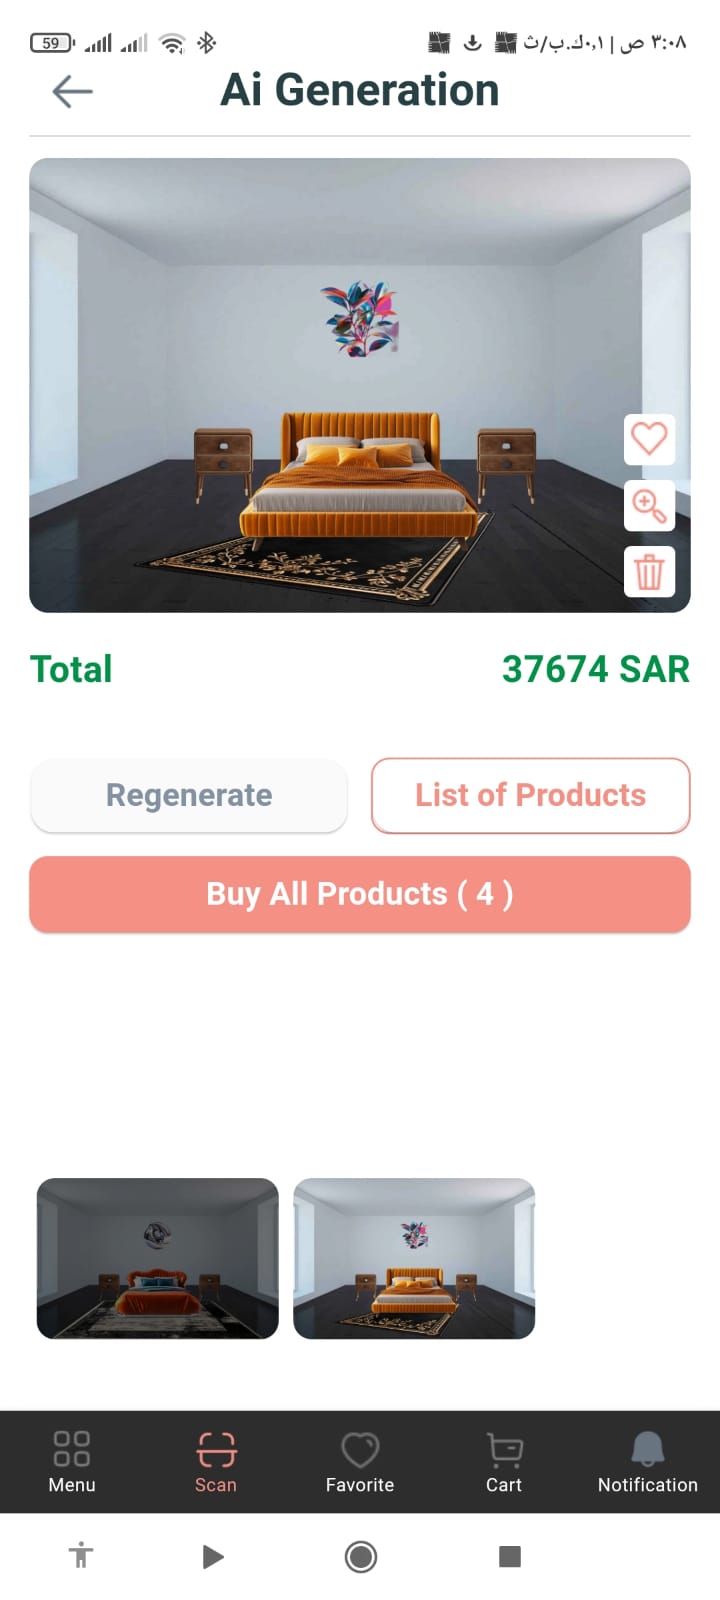 59
٣:٠٨ ص | ٠,١ك.ب/ث
Ai Generation
Total
37674 SAR
Regenerate
List of Products
Buy All Products ( 4 )
Menu
Scan
Favorite
Cart
Notification